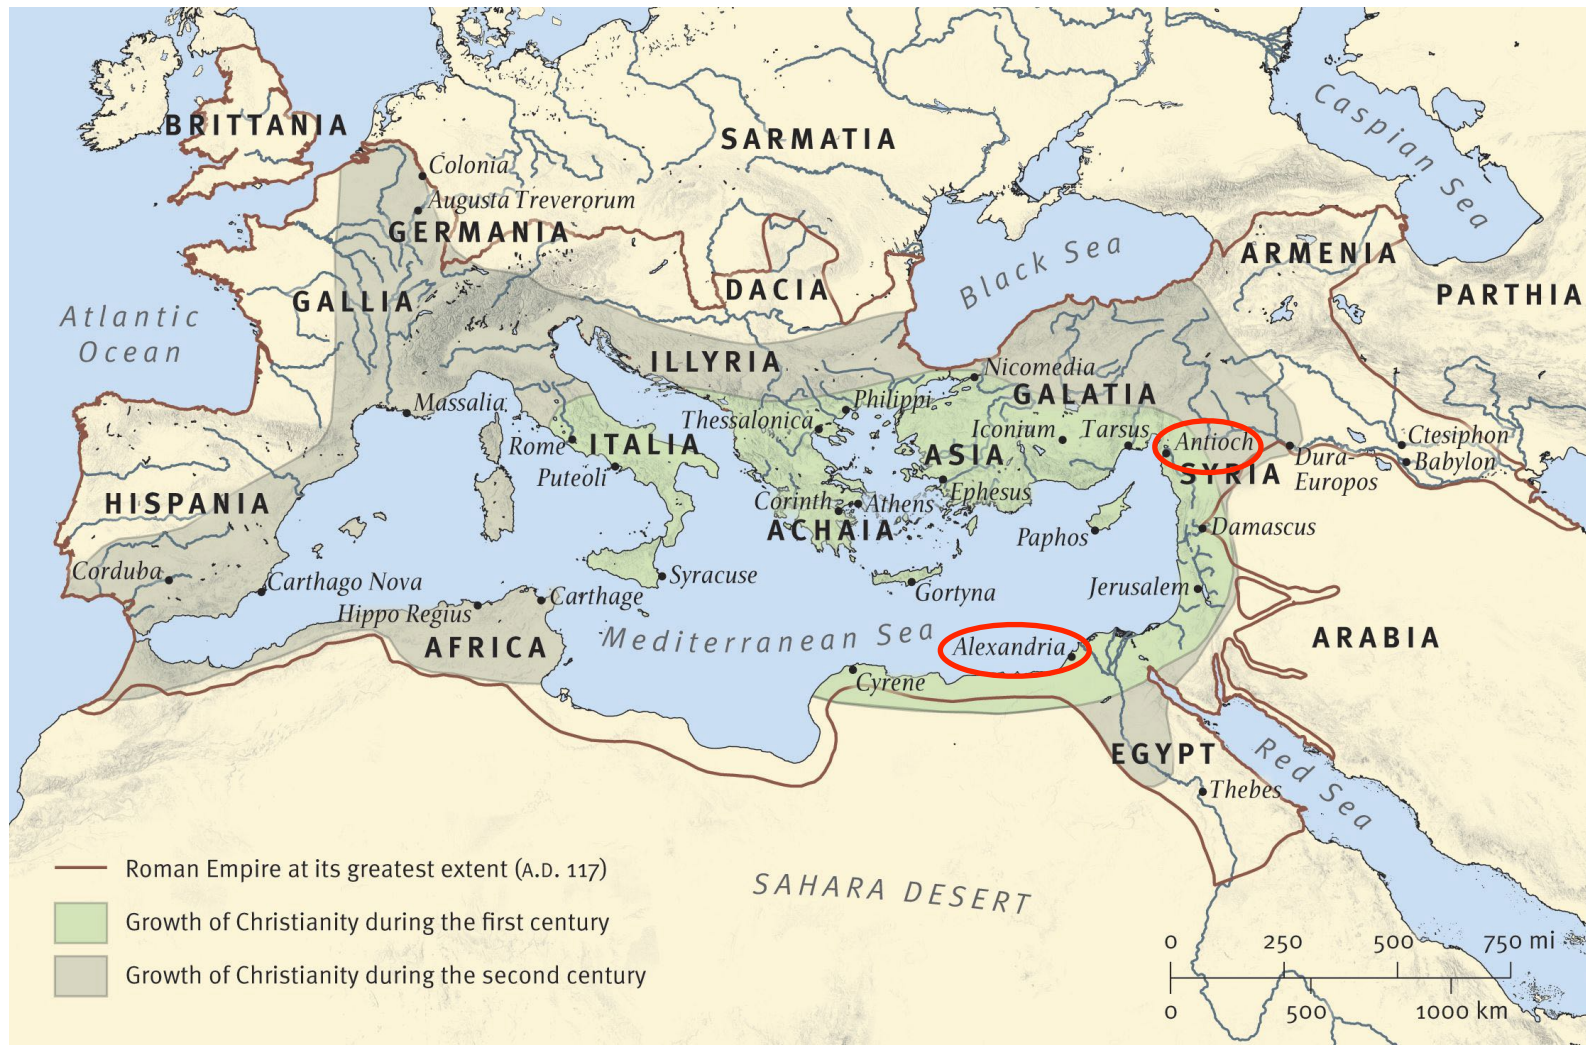 BRITTANIA
SARMATIA
Caspian Sea
Colonia
Augusta Treverorum
GERMANIA
ARMENIA
Black Sea
DACIA
PARTHIA
GALLIA
Atlantic
Ocean
ILLYRIA
Nicomedia
GALATIA
Massalia
Philippi
Thessalonica
Iconium
Tarsus
Antioch
Ctesiphon
Rome
ITALIA
ASIA
SYRIA
Dura-
Europos
Babylon
Puteoli
HISPANIA
Corinth
Athens
Ephesus
ACHAIA
Paphos
Damascus
Corduba
Carthago Nova
Syracuse
Gortyna
Jerusalem
Hippo Regius
Carthage
AFRICA
Mediterranean Sea
Alexandria
ARABIA
Cyrene
EGYPT
Red Sea
Thebes
Roman Empire at its greatest extent (A.D. 117)
SAHARA DESERT
Growth of Christianity during the first century
Growth of Christianity during the second century
0 250 500 750 mi
0 500 1000 km